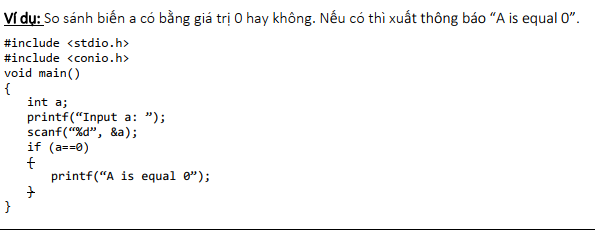 Ví dụ: So sánh biến a có bằng giá trị 0 hay không. Nếu có thì xuất thông báo “A is equal 0”.
#include <stdio.h>
#include <conio.h>
void main()
{
int a;
printf(“Input a: ”);
scanf(“%d”, &a);
if (a==0)
{
printf(“A is equal 0”);
}
}